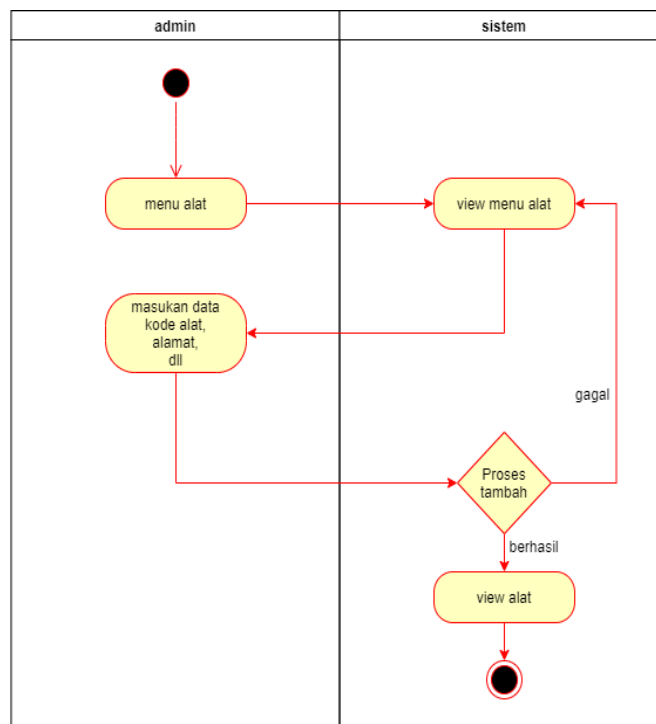 admin
sistem
menu alat
view menu alat
masukan data
kode alat,
alamat,
dll
gagal
Proses
tambah
berhasil
view alat